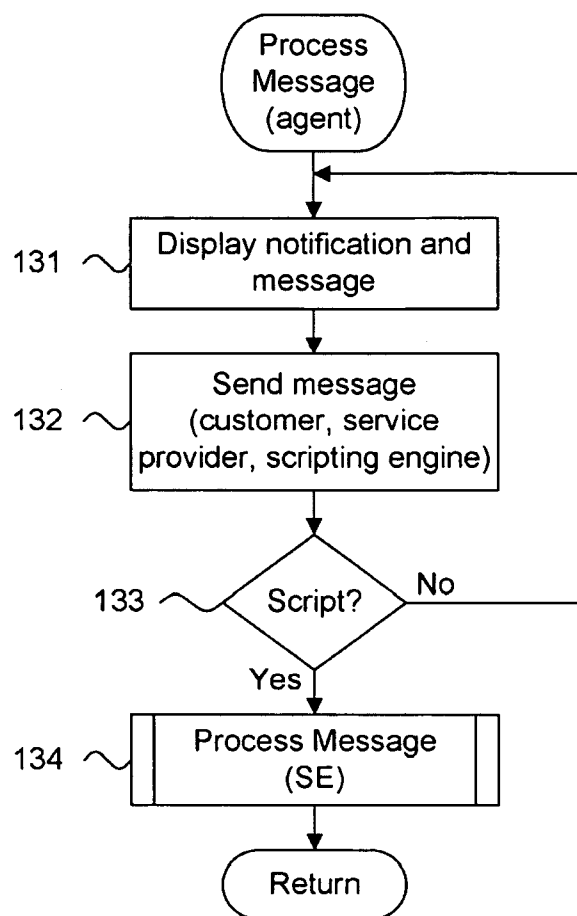 Process
Message
(agent)
131
Display notification and
message
132
Send message
(customer, service
provider, scripting engine)
133
Script?
No
Yes
134
Process Message
(SE)
Return